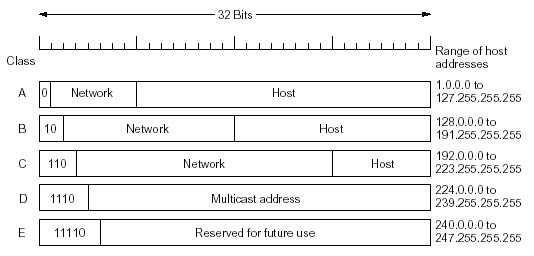 32 Bits
Class
Range of host
addresses
A
0
Network
Host
1.0.0.0 to
127.255.255.255
B
10
Network
Host
128.0.0.0 to
191.255.255.255
C
110
Network
Host
192.0.0.0 to
223.255.255.255
D
1110
Multicast address
224.0.0.0 to
239.255.255.255
E
11110
Reserved for future use
240.0.0.0 to
247.255.255.255